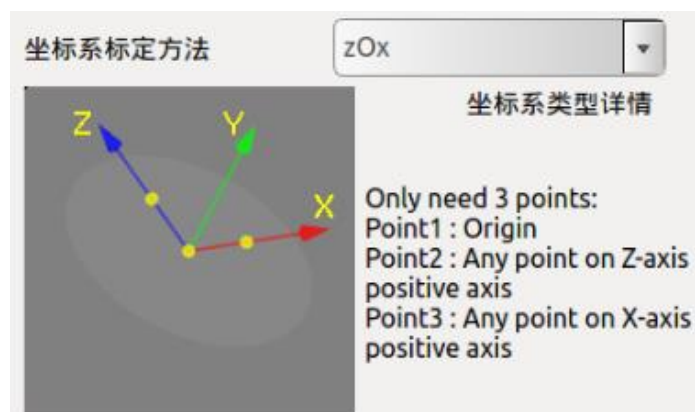 坐标系标定方法
zOx
坐标系类型详情
Z
Y
X
Only need 3 points:
Point1 : Origin
Point2 : Any point on Z-axis
positive axis
Point3 : Any point on X-axis
positive axis